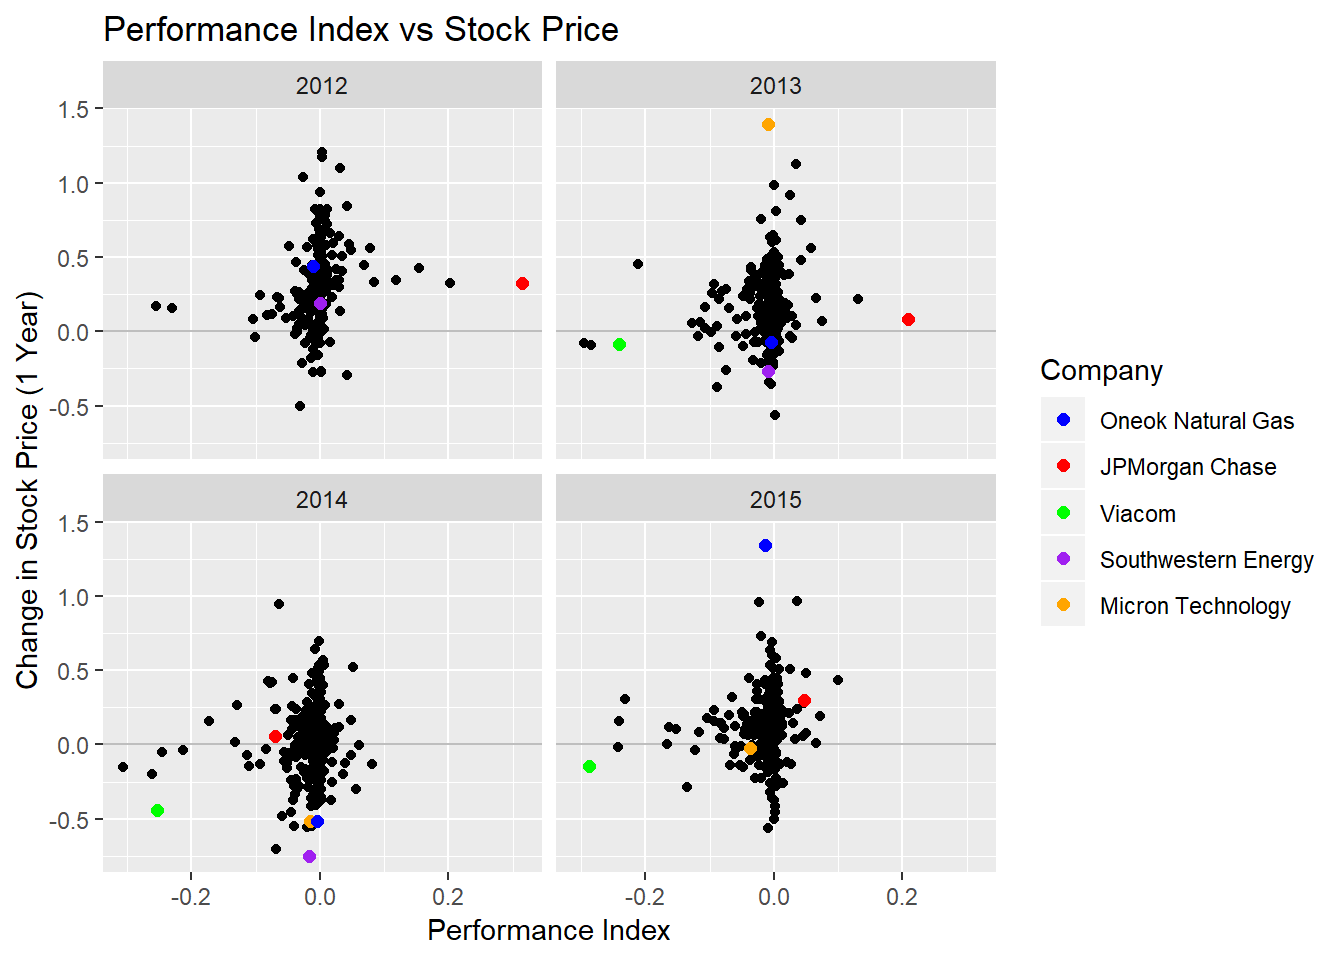 Performance Index vs Stock Price
2012
2013
1.5
1.0
0.5
0.0
-0.5
2014
2015
1.5
1.0
0.5
0.0
-0.5
-0.2
0.0
0.2
-0.2
0.0
0.2
Performance Index
Change in Stock Price (1 Year)
Company
Oneok Natural Gas
JPMorgan Chase
Viacom
Southwestern Energy
Micron Technology